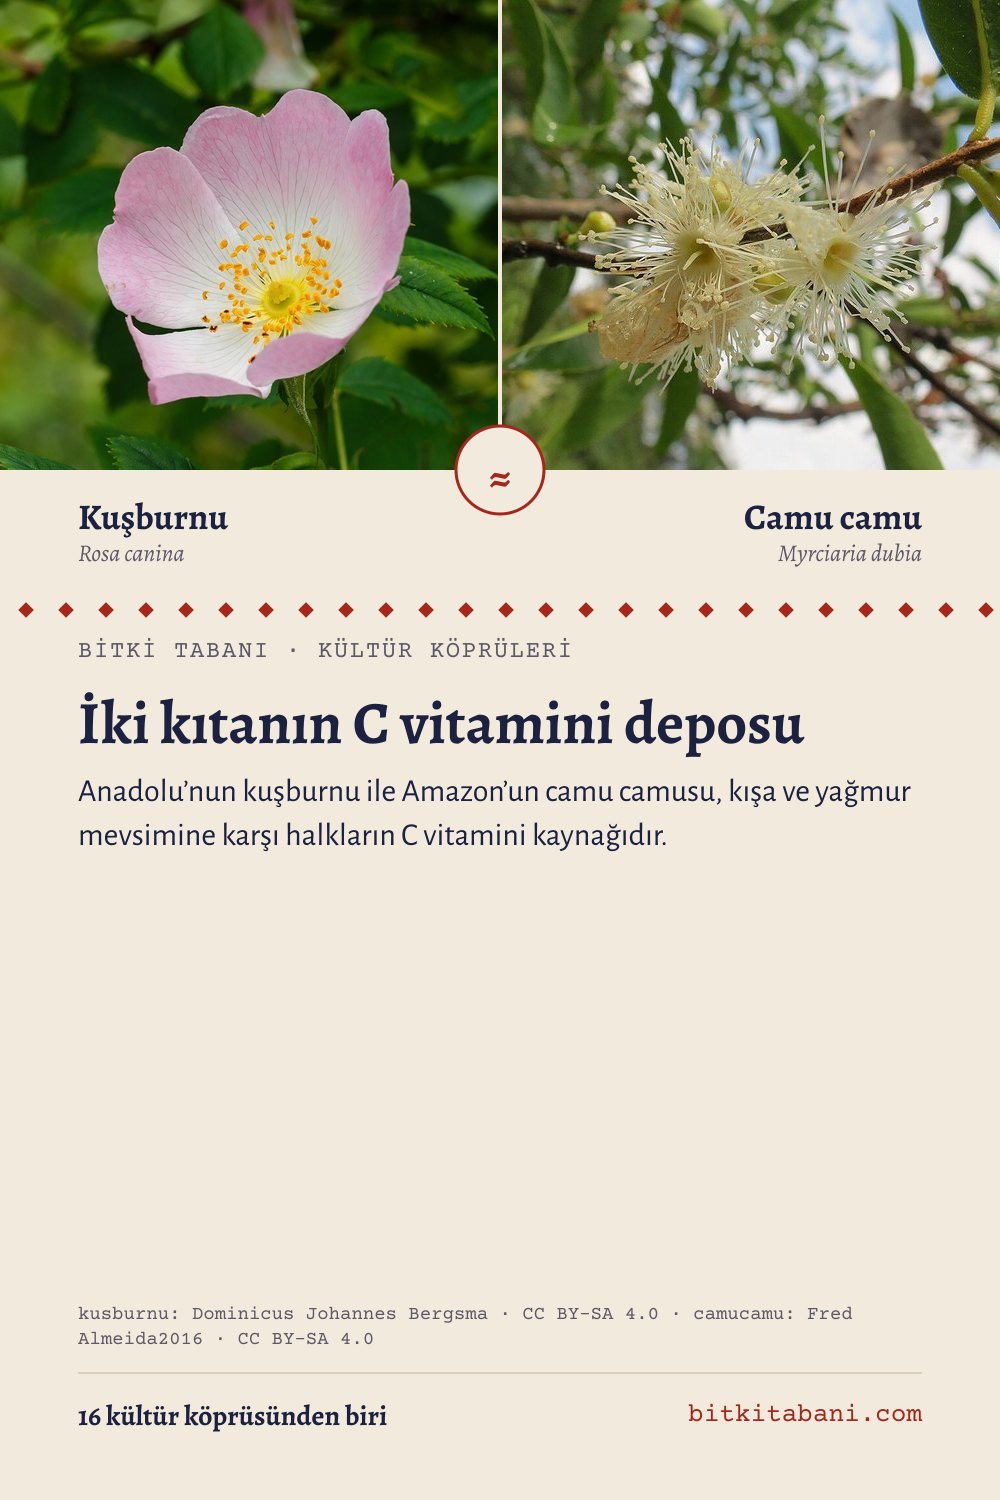 ≈
Kuşburnu
Rosa canina
Camu camu
Myrciaria dubia
BİTKİ TABANI · KÜLTÜR KÖPRÜLERİ
İki kıtanın C vitamini deposu
Anadolu’nun kuşburnu ile Amazon’un camu camusu, kışa ve yağmur
mevsimine karşı halkların C vitamini kaynağıdır.
kusburnu: Dominicus Johannes Bergsma · CC BY-SA 4.0 · camucamu: Fred
Almeida2016 · CC BY-SA 4.0
16 kültür köprüsünden biri
bitkitabani.com